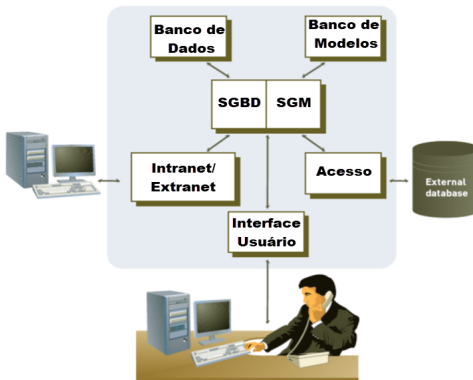 Banco de
Dados
Banco de
Modelos
SGBD
SGM
Intranet/
Extranet
Acesso
External
database
Interface
Usuário